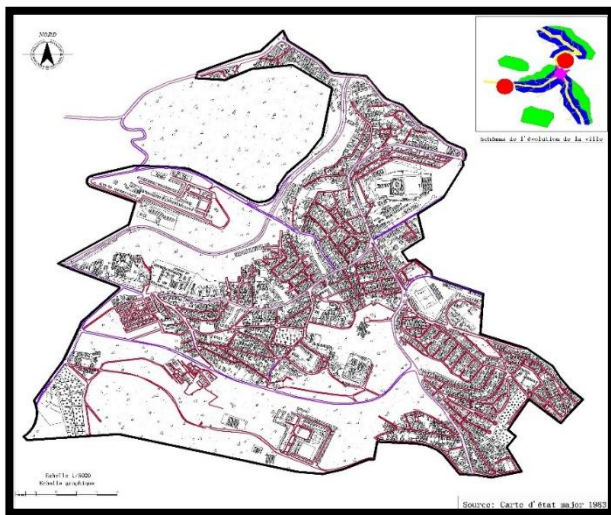 NORD
Schéma de l'évolution de la ville
Echelle 1/5000
Echelle graphique
Source: Carte d'état major 1983